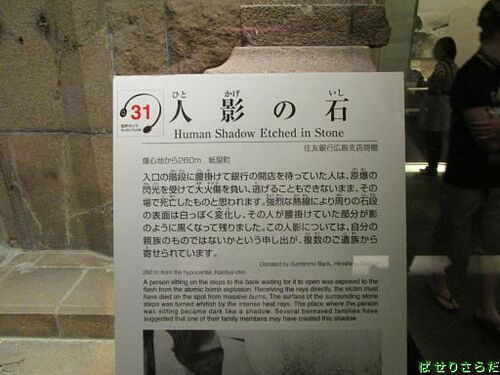 31
音声ガイド
Audio Guide
ひと かげ いし
人影の石
Human Shadow Etched in Stone
住友銀行広島支店寄贈
爆心地から260m 紙屋町
入口の階段に腰掛けて銀行の開店を待っていた人は、原爆の
閃光を受けて大火傷を負い、逃げることもできないまま、その
場で死亡したものと思われます。強烈な熱線により周りの石段
の表面は白っぽく変化し、その人が腰掛けていた部分が影
のように黒くなって残りました。この人影については、自分の
親族のものではないかという申し出が、複数のご遺族から
寄せられています。
Donated by Sumitomo Bank, Hiroshima
260 m from the hypocenter, Kamiya-cho
A person sitting on the steps to the bank waiting for it to open was exposed to the
flash from the atomic bomb explosion. Receiving the rays directly, the victim must
have died on the spot from massive burns. The surface of the surrounding stone
steps was turned whitish by the intense heat rays. The place where the person
was sitting became dark like a shadow. Several bereaved families have
suggested that one of their family members may have created this shadow.
ぱせりさらだ